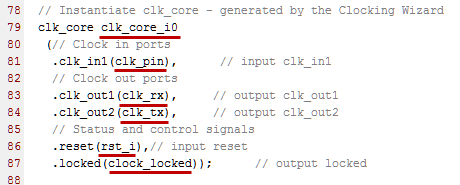 78 // Instantiate clk_core - generated by the Clocking Wizard
79 clk_core clk_core_i0
80 (// Clock in ports
81 .clk_in1(clk_pin), // input clk_in1
82 // Clock out ports
83 .clk_out1(clk_rx), // output clk_out1
84 .clk_out2(clk_tx), // output clk_out2
85 // Status and control signals
86 .reset(rst_i),// input reset
87 .locked(clock_locked)); // output locked
88